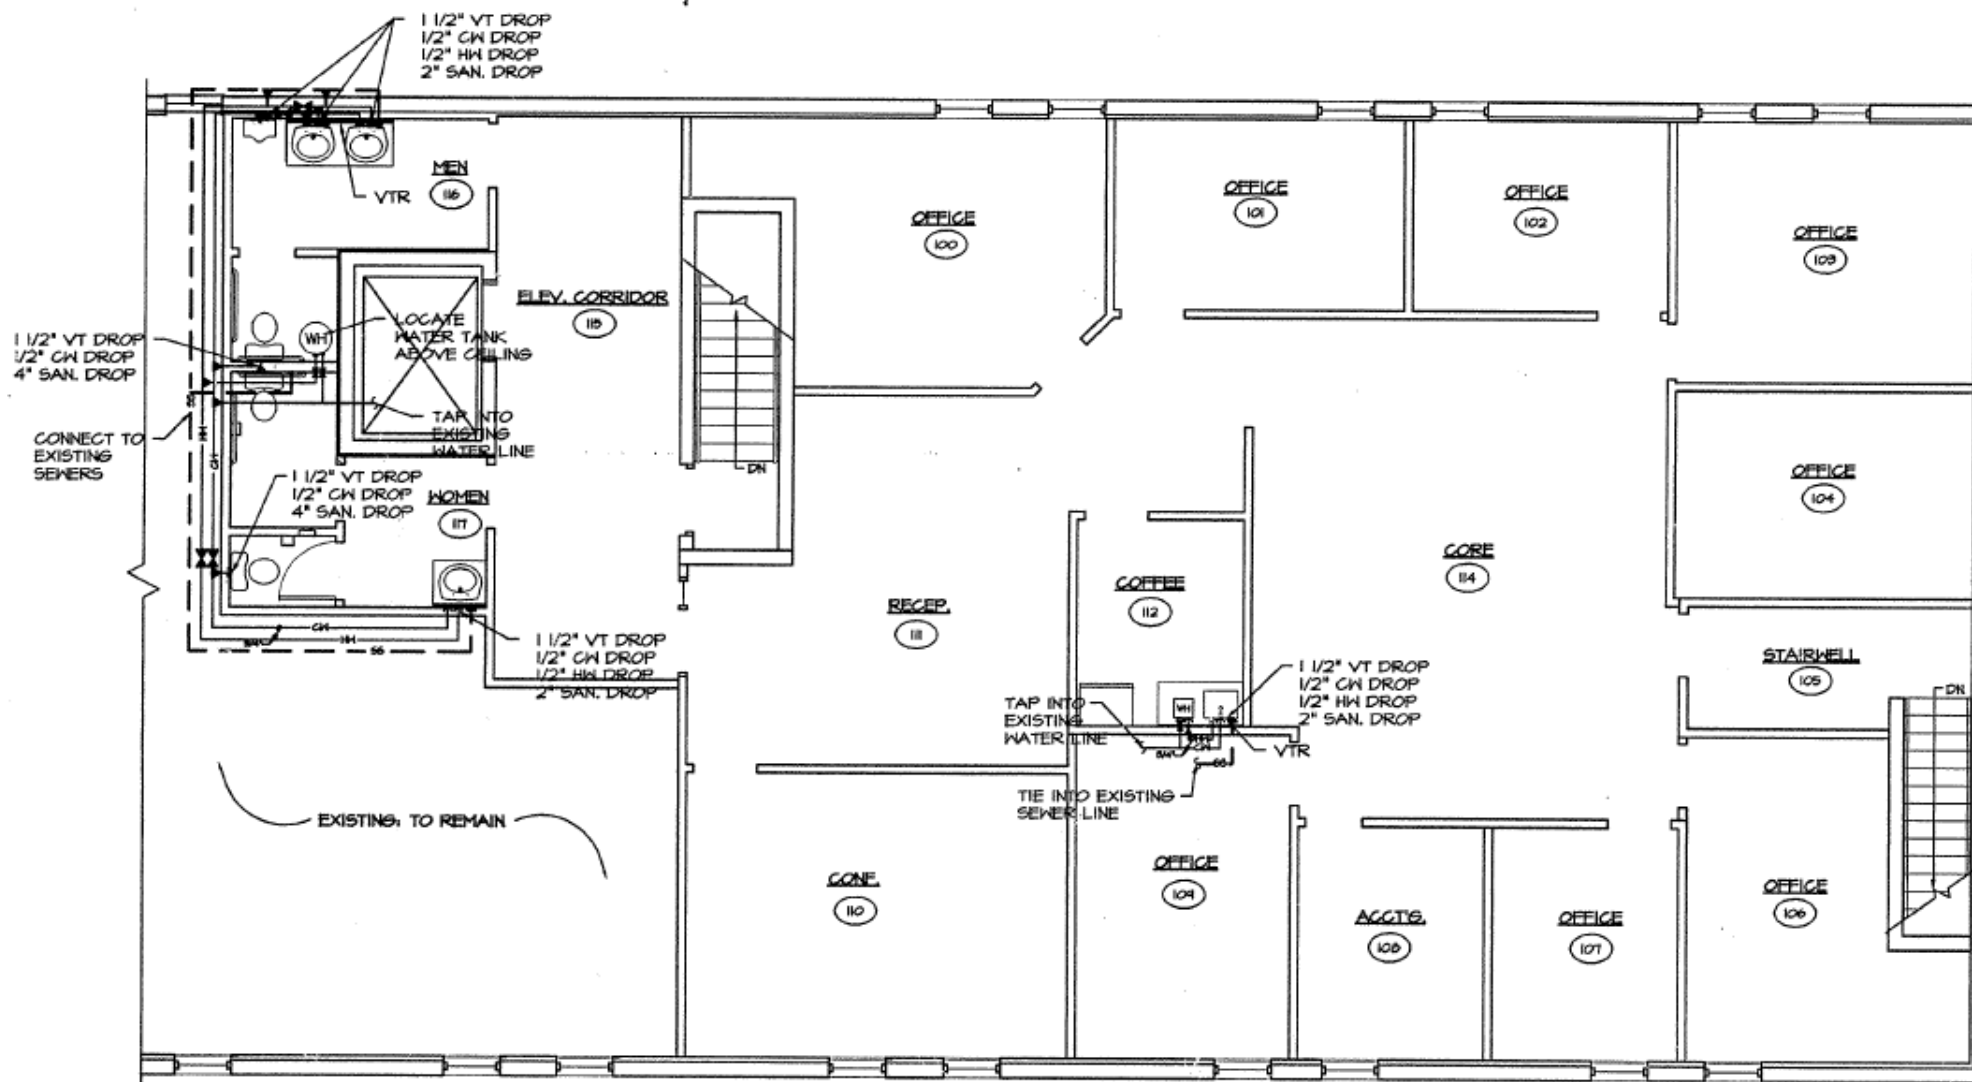 1 1/2" VT DROP
1/2" CW DROP
1/2" HW DROP
2" SAN. DROP
MEN
116
VTR
OFFICE
100
OFFICE
101
OFFICE
102
OFFICE
103
ELEV. CORRIDOR
115
LOCATE
WATER TANK
ABOVE CEILING
WH
1 1/2" VT DROP
1/2" CW DROP
4" SAN. DROP
TAP INTO
EXISTING
WATER LINE
CONNECT TO
EXISTING
SEWERS
SS
HW
CW
1 1/2" VT DROP
1/2" CW DROP
4" SAN. DROP
WOMEN
117
DN
OFFICE
104
CORE
114
COFFEE
112
RECEP.
111
CW
HW
SS
1 1/2" VT DROP
1/2" CW DROP
1/2" HW DROP
2" SAN. DROP
STAIRWELL
105
DN
TAP INTO
EXISTING
WATER LINE
WH
1 1/2" VT DROP
1/2" CW DROP
1/2" HW DROP
2" SAN. DROP
VTR
CW
SS
TIE INTO EXISTING
SEWER LINE
EXISTING: TO REMAIN
CONF.
110
OFFICE
109
ACCT'G.
108
OFFICE
107
OFFICE
106